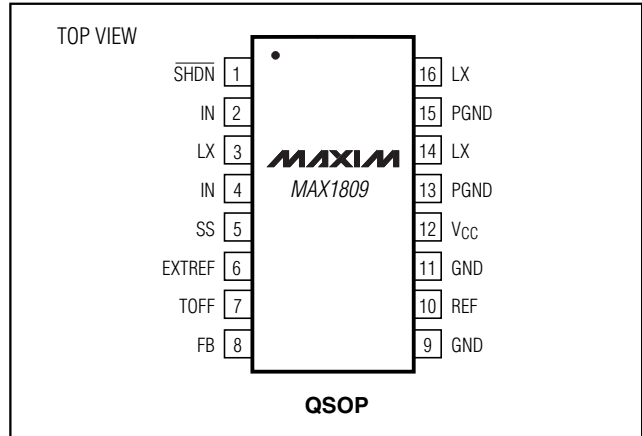 TOP VIEW
SHDN 1 16 LX
IN 2 15 PGND
LX 3 14 LX
MAXIM
IN 4 13 PGND
MAX1809
SS 5 12 VCC
EXTREF 6 11 GND
TOFF 7 10 REF
FB 8 9 GND
QSOP